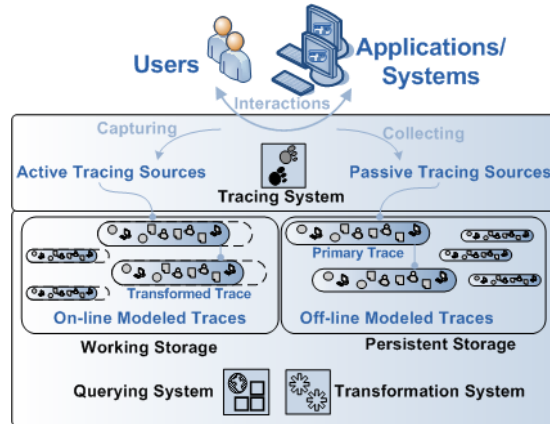 Users
Applications/
Systems
Interactions
Capturing
Collecting
Active Tracing Sources
Passive Tracing Sources
Tracing System
Primary Trace
Transformed Trace
On-line Modeled Traces
Off-line Modeled Traces
Working Storage
Persistent Storage
Querying System
Transformation System